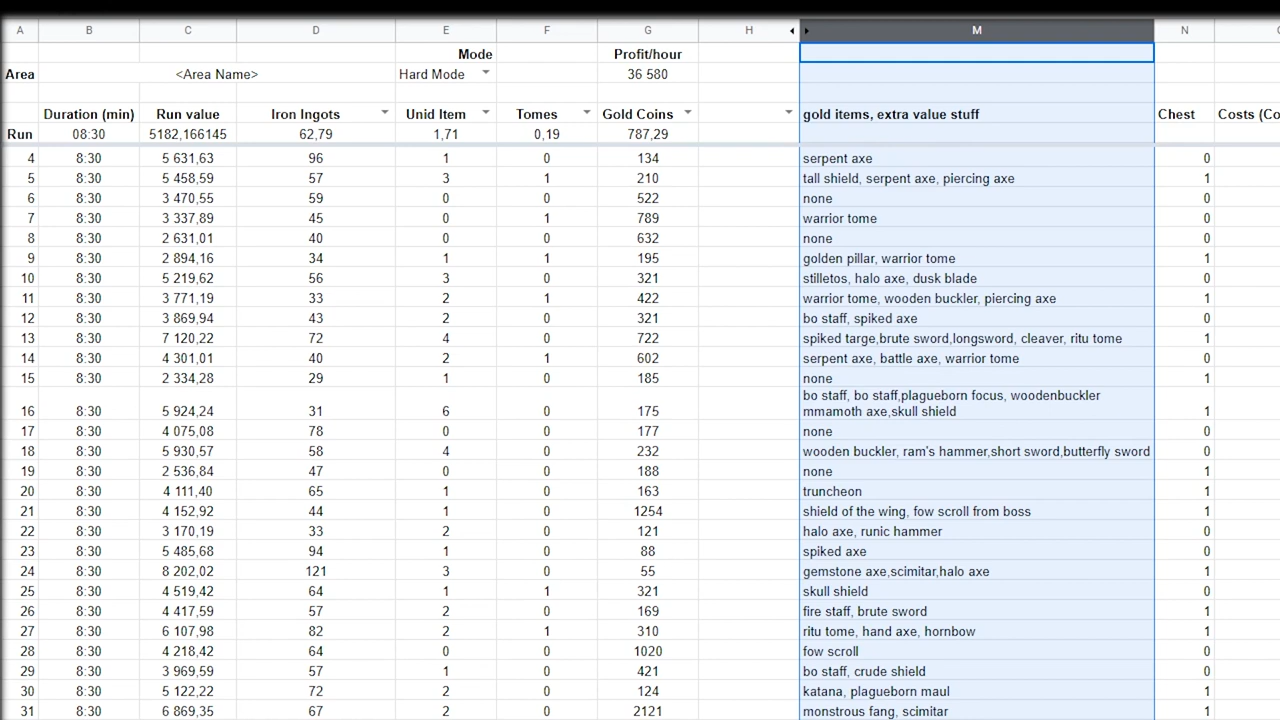 A B C D E F G H M N
Mode Profit/hour
Area <Area Name> Hard Mode 36 580
Duration (min) Run value Iron Ingots Unid Item Tomes Gold Coins gold items, extra value stuff Chest Costs (Co
Run 08:30 5182,166145 62,79 1,71 0,19 787,29
4 8:30 5 631,63 96 1 0 134 serpent axe 0
5 8:30 5 458,59 57 3 1 210 tall shield, serpent axe, piercing axe 1
6 8:30 3 470,55 59 0 0 522 none 0
7 8:30 3 337,89 45 0 1 789 warrior tome 0
8 8:30 2 631,01 40 0 0 632 none 0
9 8:30 2 894,16 34 1 1 195 golden pillar, warrior tome 1
10 8:30 5 219,62 56 3 0 321 stilletos, halo axe, dusk blade 0
11 8:30 3 771,19 33 2 1 422 warrior tome, wooden buckler, piercing axe 1
12 8:30 3 869,94 43 2 0 321 bo staff, spiked axe 0
13 8:30 7 120,22 72 4 0 722 spiked targe,brute sword,longsword, cleaver, ritu tome 1
14 8:30 4 301,01 40 2 1 602 serpent axe, battle axe, warrior tome 0
15 8:30 2 334,28 29 1 0 185 none 1
bo staff, bo staff,plagueborn focus, woodenbuckler
16 8:30 5 924,24 31 6 0 175 mmamoth axe,skull shield 1
17 8:30 4 075,08 78 0 0 177 none 0
18 8:30 5 930,57 58 4 0 232 wooden buckler, ram's hammer,short sword,butterfly sword 0
19 8:30 2 536,84 47 0 0 188 none 1
20 8:30 4 111,40 65 1 0 163 truncheon 1
21 8:30 4 152,92 44 1 0 1254 shield of the wing, fow scroll from boss 1
22 8:30 3 170,19 33 2 0 121 halo axe, runic hammer 0
23 8:30 5 485,68 94 1 0 88 spiked axe 0
24 8:30 8 202,02 121 3 0 55 gemstone axe,scimitar,halo axe 1
25 8:30 4 519,42 64 1 1 321 skull shield 0
26 8:30 4 417,59 57 2 0 169 fire staff, brute sword 1
27 8:30 6 107,98 82 2 1 310 ritu tome, hand axe, hornbow 1
28 8:30 4 218,42 64 0 0 1020 fow scroll 0
29 8:30 3 969,59 57 1 0 421 bo staff, crude shield 0
30 8:30 5 122,22 72 2 0 124 katana, plagueborn maul 1
31 8:30 6 869,35 67 2 0 2121 monstrous fang, scimitar 1